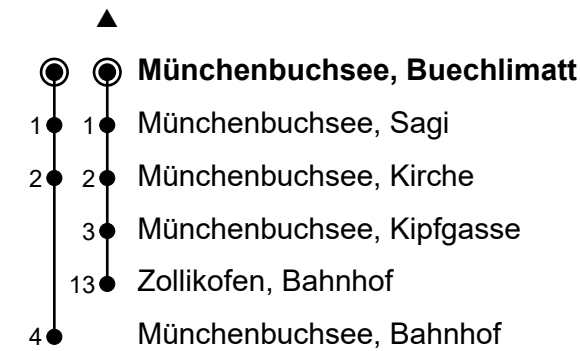 ▲
Münchenbuchsee, Buechlimatt
1 1 Münchenbuchsee, Sagi
2 2 Münchenbuchsee, Kirche
3 Münchenbuchsee, Kipfgasse
13 Zollikofen, Bahnhof
4 Münchenbuchsee, Bahnhof